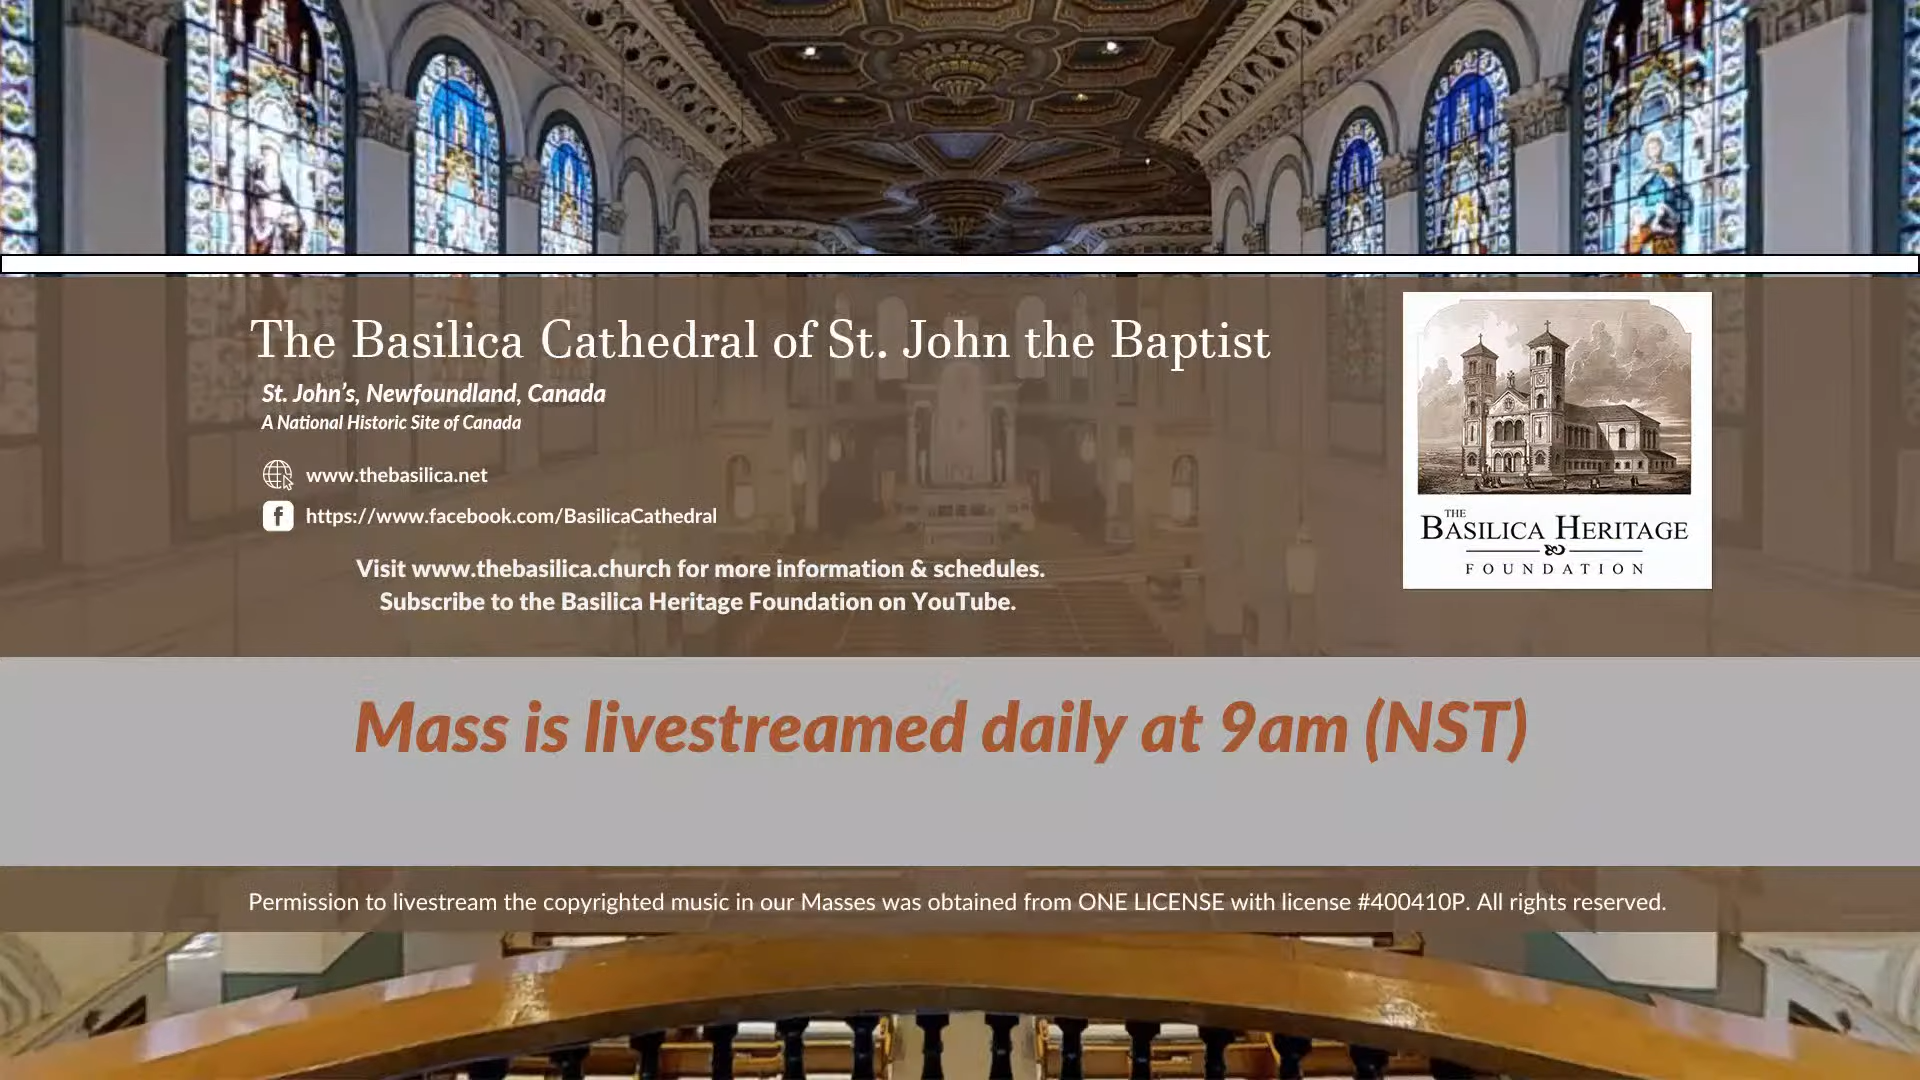 The Basilica Cathedral of St. John the Baptist
St. John's, Newfoundland, Canada
A National Historic Site of Canada
www.thebasilica.net
f https://www.facebook.com/BasilicaCathedral
Visit www.thebasilica.church for more information & schedules.
Subscribe to the Basilica Heritage Foundation on YouTube.
THE
BASILICA HERITAGE
FOUNDATION
Mass is livestreamed daily at 9am (NST)
Permission to livestream the copyrighted music in our Masses was obtained from ONE LICENSE with license #400410P. All rights reserved.